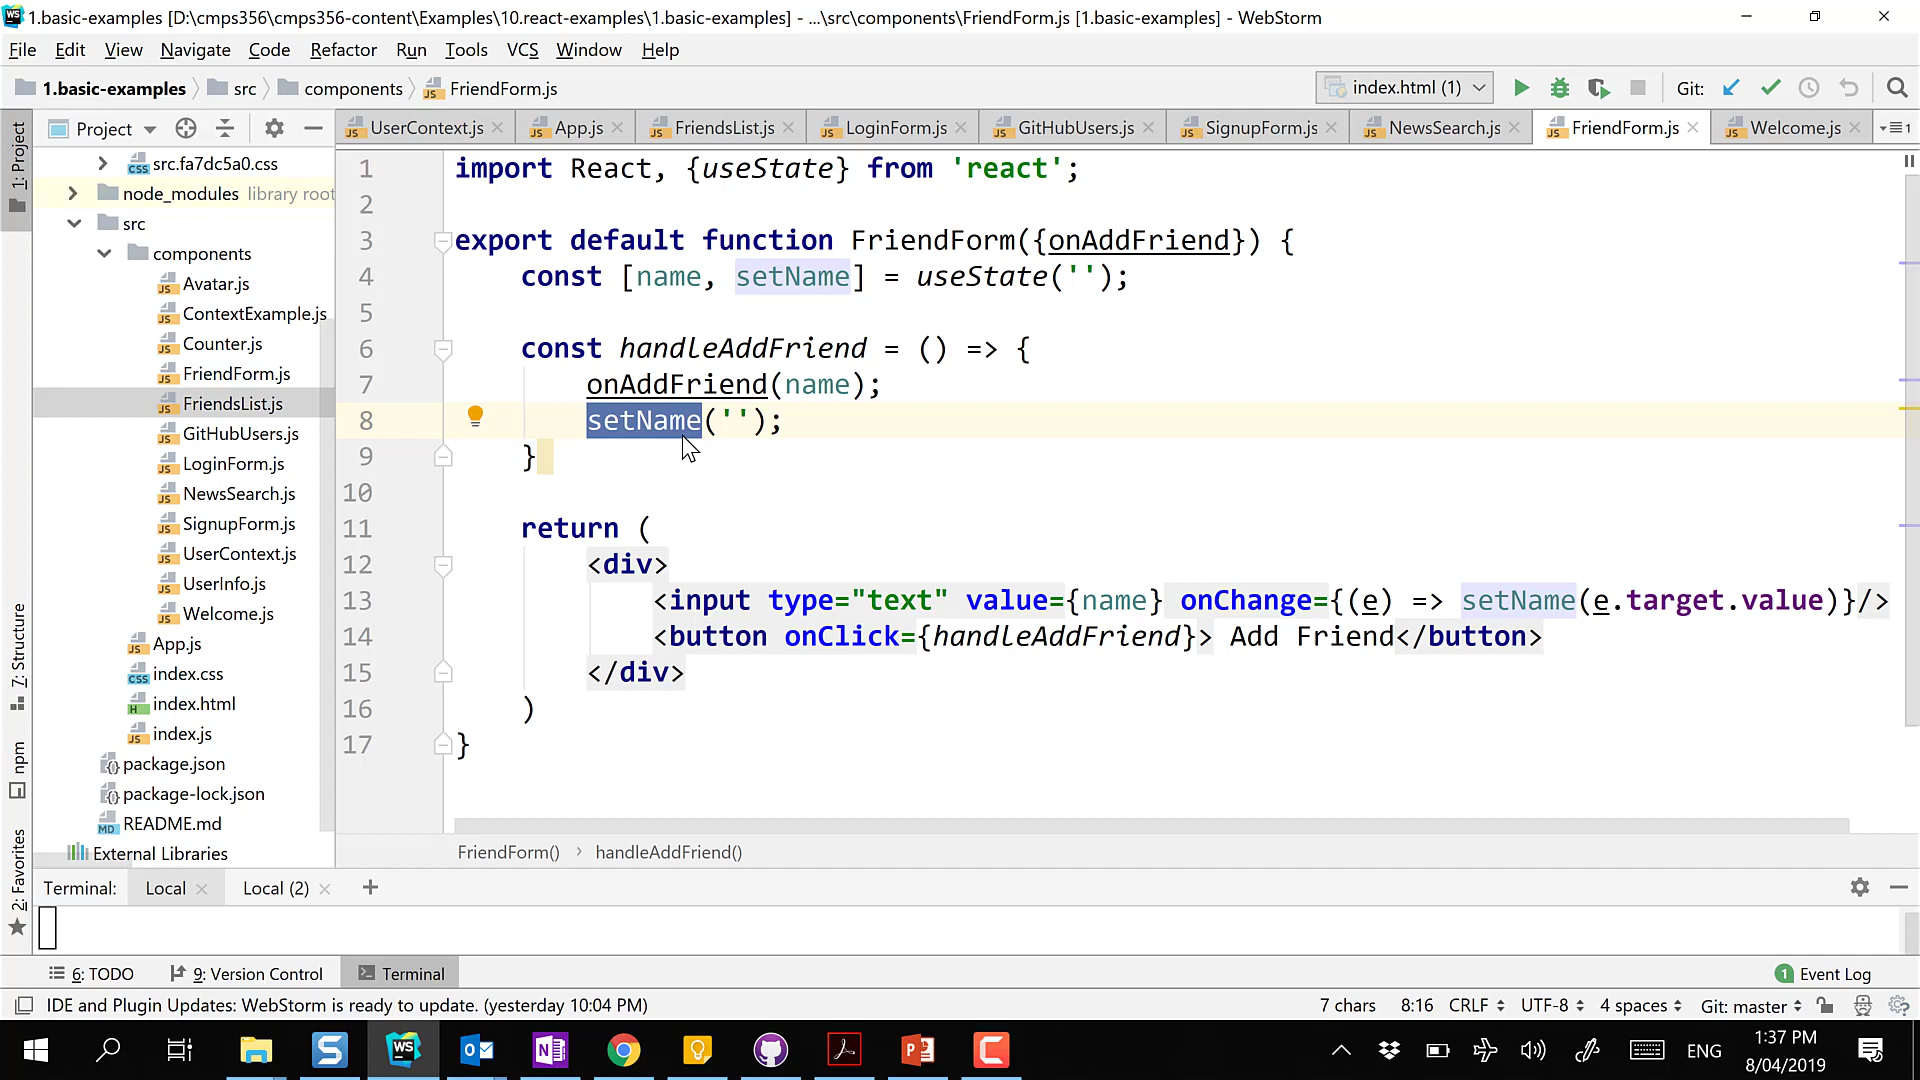 1.basic-examples [D:\cmps356\cmps356-content\Examples\10.react-examples\1.basic-examples] - ...\src\components\FriendForm.js [1.basic-examples] - WebStorm
File Edit View Navigate Code Refactor Run Tools VCS Window Help
1.basic-examples src components FriendForm.js index.html (1) Git:
Project UserContext.js App.js FriendsList.js LoginForm.js GitHubUsers.js SignupForm.js NewsSearch.js FriendForm.js Welcome.js
1: Project
7: Structure
npm
2: Favorites
src.fa7dc5a0.css
node_modules library root
src
components
Avatar.js
ContextExample.js
Counter.js
FriendForm.js
FriendsList.js
GitHubUsers.js
LoginForm.js
NewsSearch.js
SignupForm.js
UserContext.js
UserInfo.js
Welcome.js
App.js
index.css
index.html
index.js
package.json
package-lock.json
README.md
External Libraries
1 import React, {useState} from 'react';
2
3 export default function FriendForm({onAddFriend}) {
4 const [name, setName] = useState('');
5
6 const handleAddFriend = () => {
7 onAddFriend(name);
8 setName('');
9 }
10
11 return (
12 <div>
13 <input type="text" value={name} onChange={(e) => setName(e.target.value)}/>
14 <button onClick={handleAddFriend}> Add Friend</button>
15 </div>
16 )
17 }
FriendForm() handleAddFriend()
Terminal: Local Local (2) +
6: TODO 9: Version Control Terminal 1 Event Log
IDE and Plugin Updates: WebStorm is ready to update. (yesterday 10:04 PM) 7 chars 8:16 CRLF UTF-8 4 spaces Git: master
ENG 1:37 PM
8/04/2019